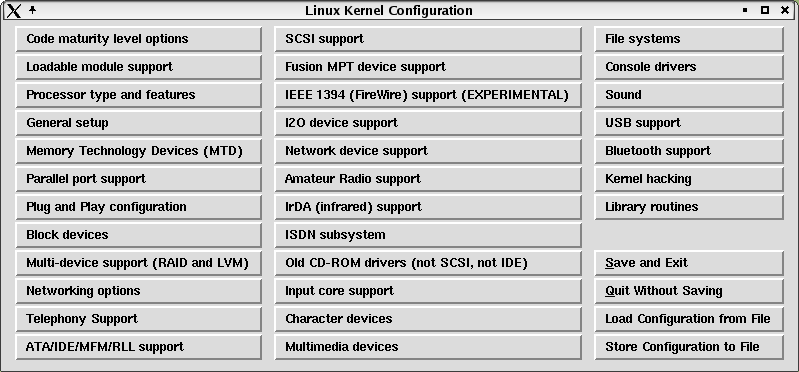 Linux Kernel Configuration
Code maturity level options
Loadable module support
Processor type and features
General setup
Memory Technology Devices (MTD)
Parallel port support
Plug and Play configuration
Block devices
Multi-device support (RAID and LVM)
Networking options
Telephony Support
ATA/IDE/MFM/RLL support
SCSI support
Fusion MPT device support
IEEE 1394 (FireWire) support (EXPERIMENTAL)
I2O device support
Network device support
Amateur Radio support
IrDA (infrared) support
ISDN subsystem
Old CD-ROM drivers (not SCSI, not IDE)
Input core support
Character devices
Multimedia devices
File systems
Console drivers
Sound
USB support
Bluetooth support
Kernel hacking
Library routines
Save and Exit
Quit Without Saving
Load Configuration from File
Store Configuration to File